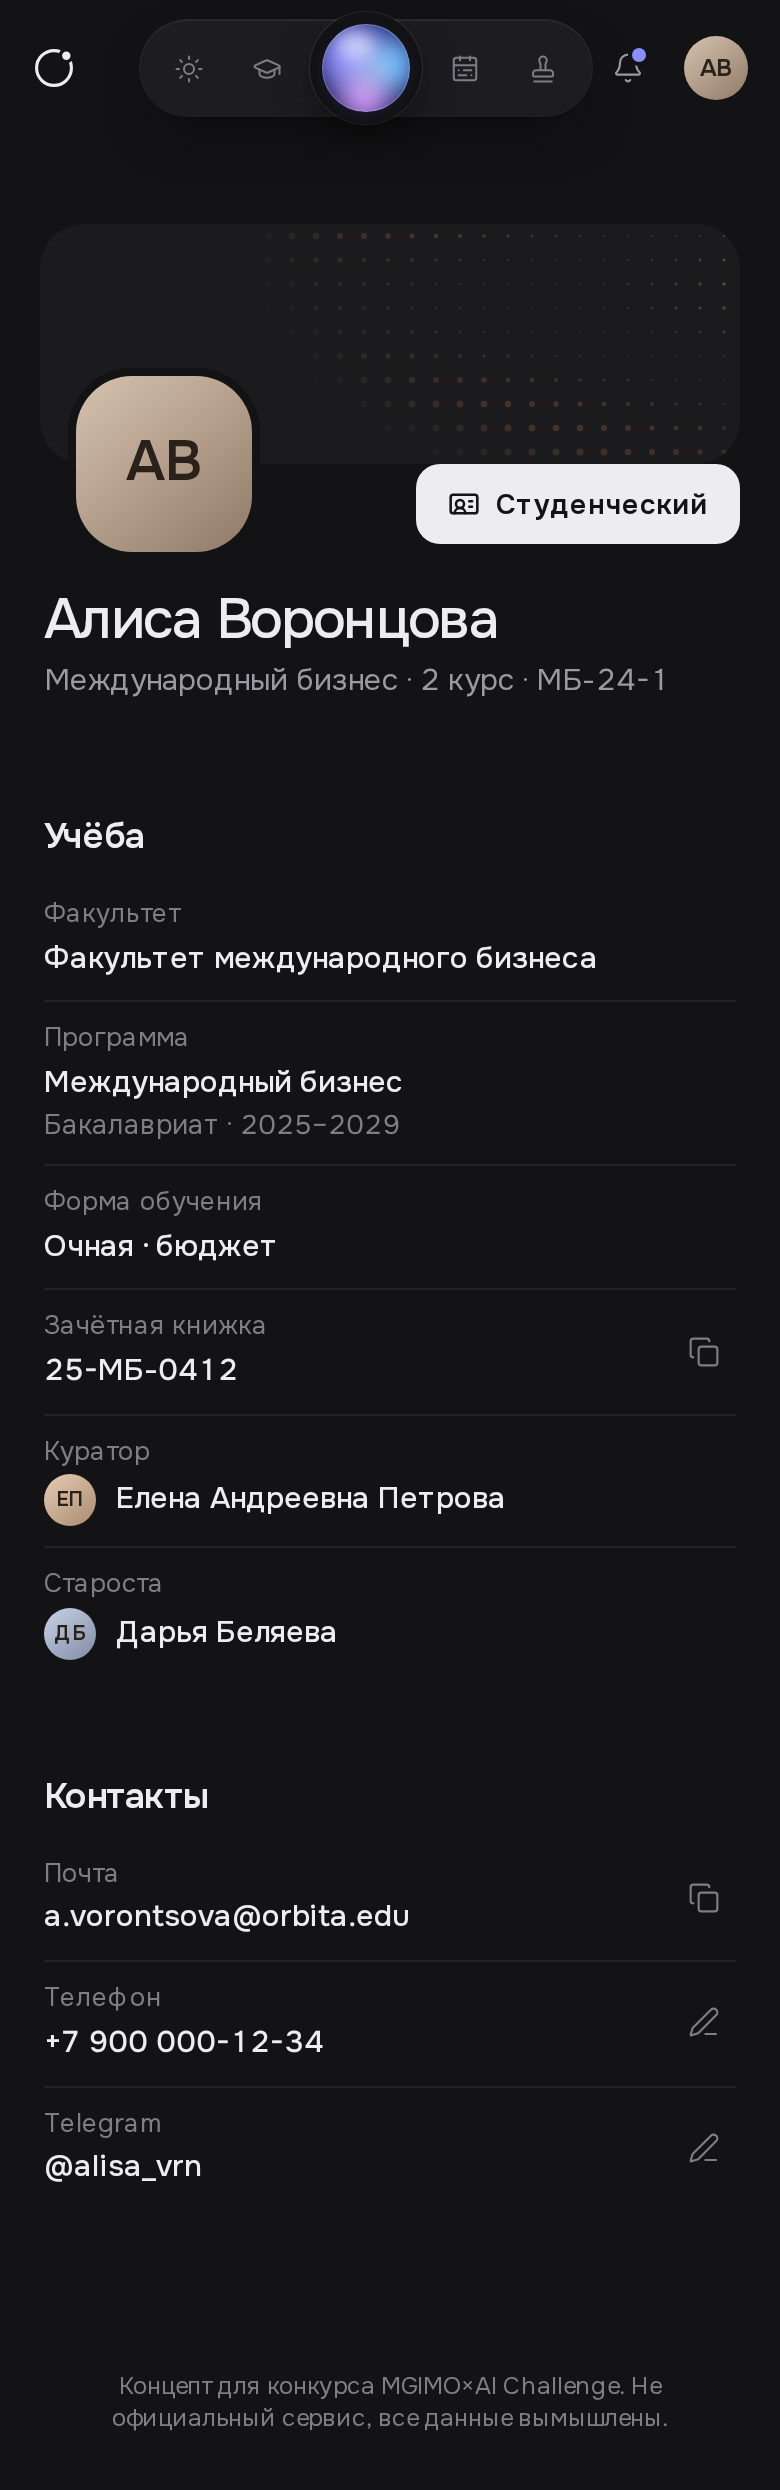 АВ
АВ
Студенческий
Алиса Воронцова
Международный бизнес · 2 курс · МБ-24-1
Учёба
Факультет
Факультет международного бизнеса
Программа
Международный бизнес
Бакалавриат · 2025–2029
Форма обучения
Очная · бюджет
Зачётная книжка
25-МБ-0412
Куратор
ЕП Елена Андреевна Петрова
Староста
ДБ Дарья Беляева
Контакты
Почта
a.vorontsova@orbita.edu
Телефон
+7 900 000-12-34
Telegram
@alisa_vrn
Концепт для конкурса MGIMO×AI Challenge. Не
официальный сервис, все данные вымышлены.